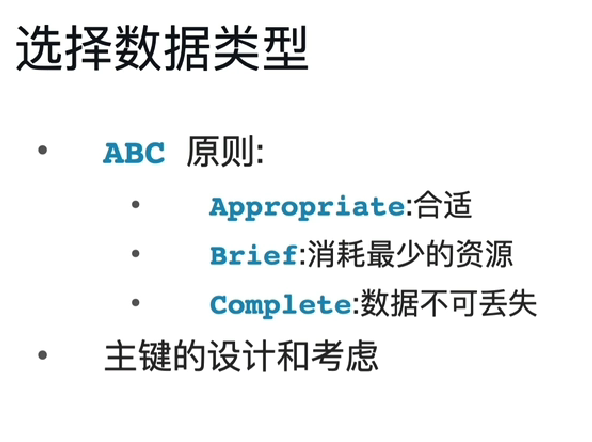 选择数据类型
• ABC 原则:
• Appropriate:合适
• Brief:消耗最少的资源
• Complete:数据不可丢失
• 主键的设计和考虑